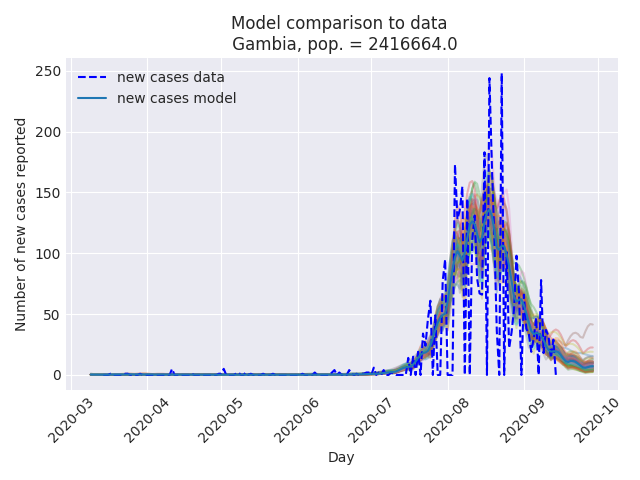 Model comparison to data
Gambia, pop. = 2416664.0
new cases data
new cases model
Number of new cases reported
250
200
150
100
50
0
2020-03
2020-04
2020-05
2020-06
2020-07
2020-08
2020-09
2020-10
Day